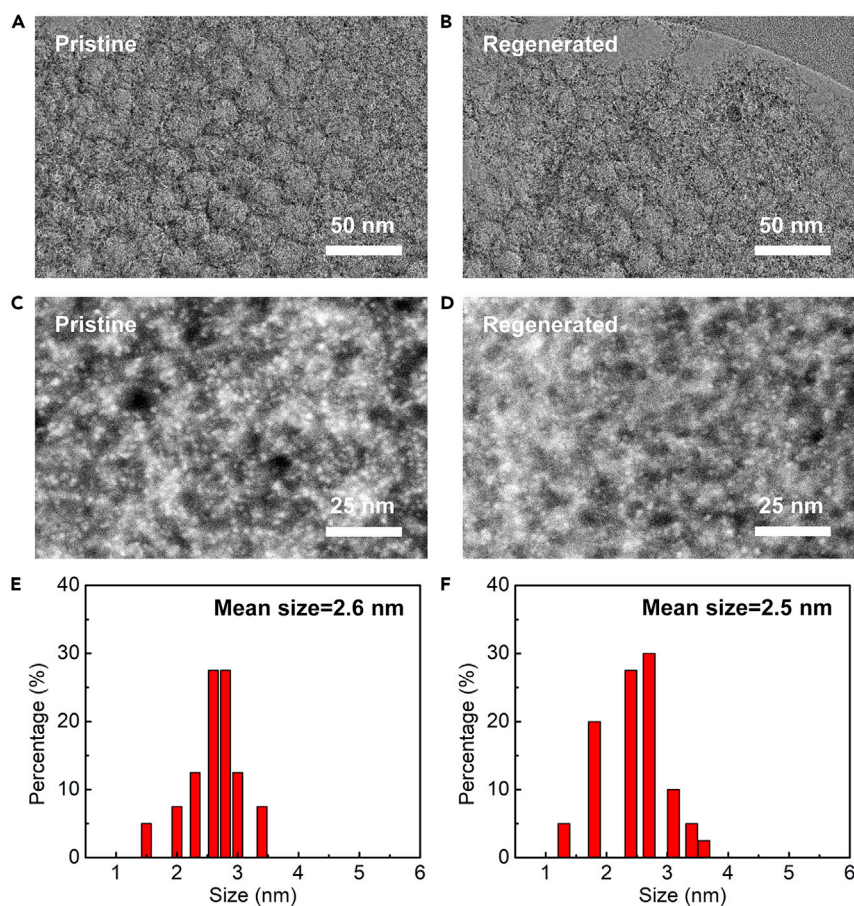 A
Pristine
50 nm
B
Regenerated
50 nm
C
Pristine
25 nm
D
Regenerated
25 nm
E
Mean size=2.6 nm
Percentage (%)
40
30
20
10
0
1 2 3 4 5 6
Size (nm)
F
Mean size=2.5 nm
Percentage (%)
40
30
20
10
0
1 2 3 4 5 6
Size (nm)